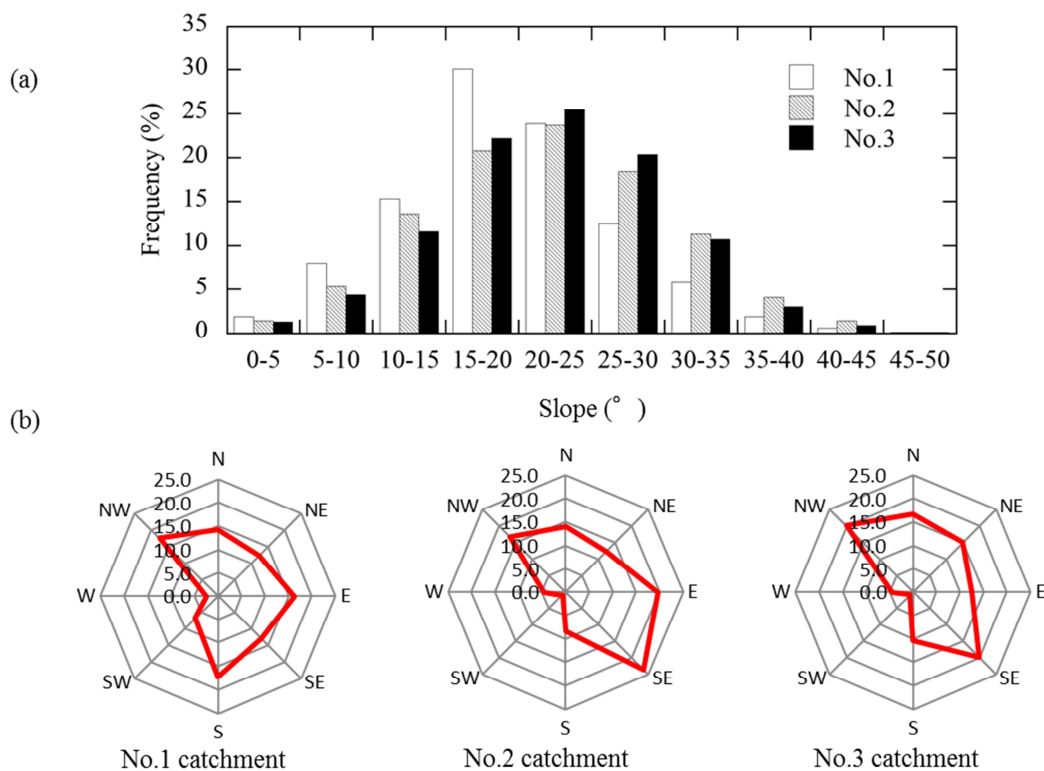 (a)
35
30
25
20
15
10
5
0
Frequency (%)
No.1
No.2
No.3
0-5 5-10 10-15 15-20 20-25 25-30 30-35 35-40 40-45 45-50
Slope (°)
(b)
N
NE
E
SE
S
SW
W
NW
25.0
20.0
15.0
10.0
5.0
0.0
No.1 catchment
N
NE
E
SE
S
SW
W
NW
25.0
20.0
15.0
10.0
5.0
0.0
No.2 catchment
N
NE
E
SE
S
SW
W
NW
25.0
20.0
15.0
10.0
5.0
0.0
No.3 catchment